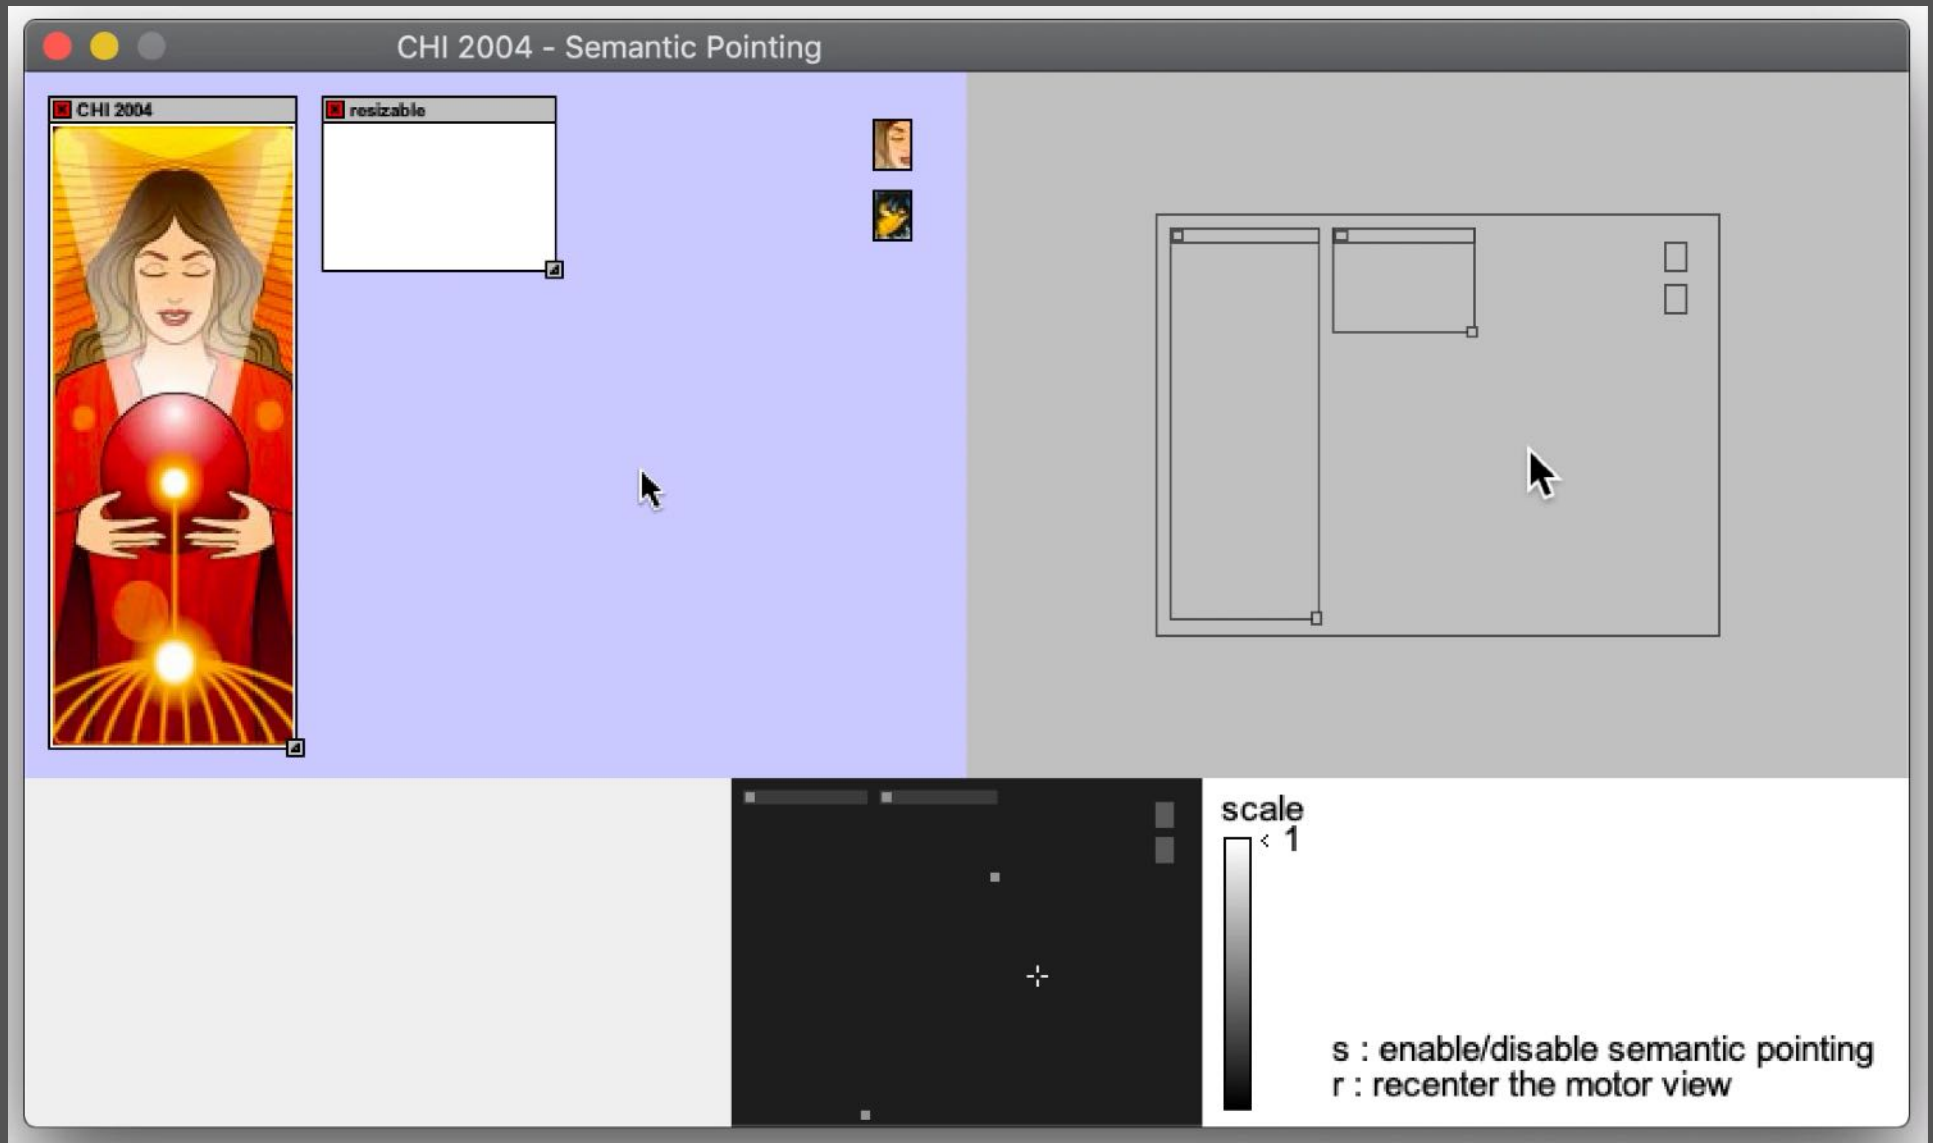 CHI 2004 - Semantic Pointing
CHI 2004
resizable
scale
< 1
s : enable/disable semantic pointing
r : recenter the motor view